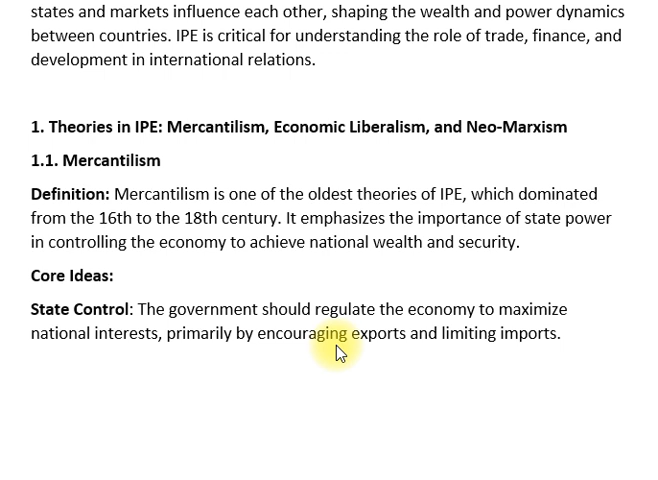 states and markets influence each other, shaping the wealth and power dynamics
between countries. IPE is critical for understanding the role of trade, finance, and
development in international relations.
1. Theories in IPE: Mercantilism, Economic Liberalism, and Neo-Marxism
1.1. Mercantilism
Definition: Mercantilism is one of the oldest theories of IPE, which dominated
from the 16th to the 18th century. It emphasizes the importance of state power
in controlling the economy to achieve national wealth and security.
Core Ideas:
State Control: The government should regulate the economy to maximize
national interests, primarily by encouraging exports and limiting imports.